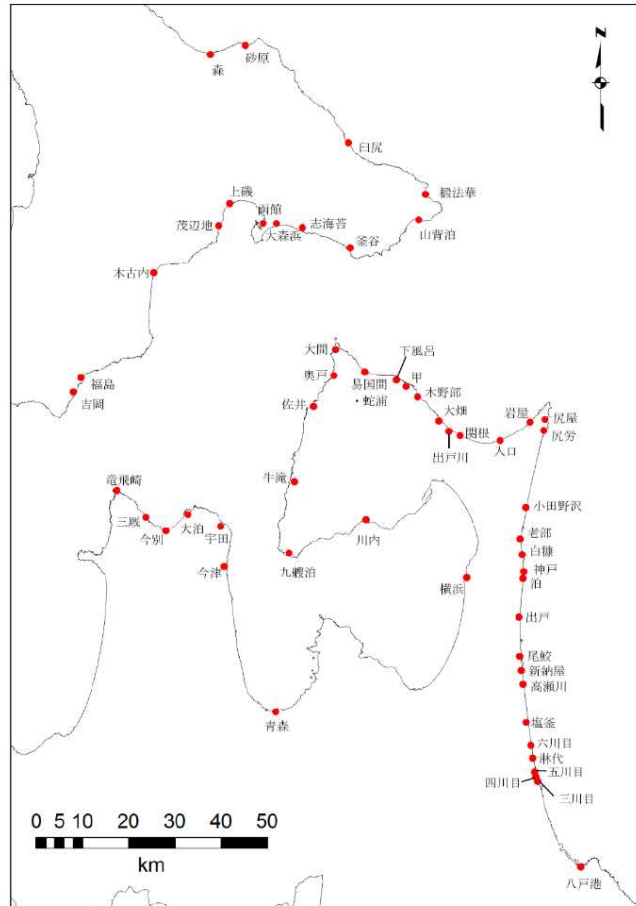 N
森
砂原
臼尻
椴法華
山背泊
上磯
函館
茂辺地
大森浜
志海苔
釜谷
木古内
福島
吉岡
大間
下風呂
奥戸
易国間
甲
・蛇浦
木野部
佐井
大畑
岩屋
尻屋
関根
尻労
出戸川
入口
牛滝
竜飛崎
小田野沢
三厩
大泊
川内
今別
宇田
老部
白糠
九艘泊
今津
横浜
神戸
泊
出戸
尾鮫
新納屋
高瀬川
青森
塩釜
六川目
淋代
五川目
四川目
三川目
0 5 10 20 30 40 50
km
八戸港